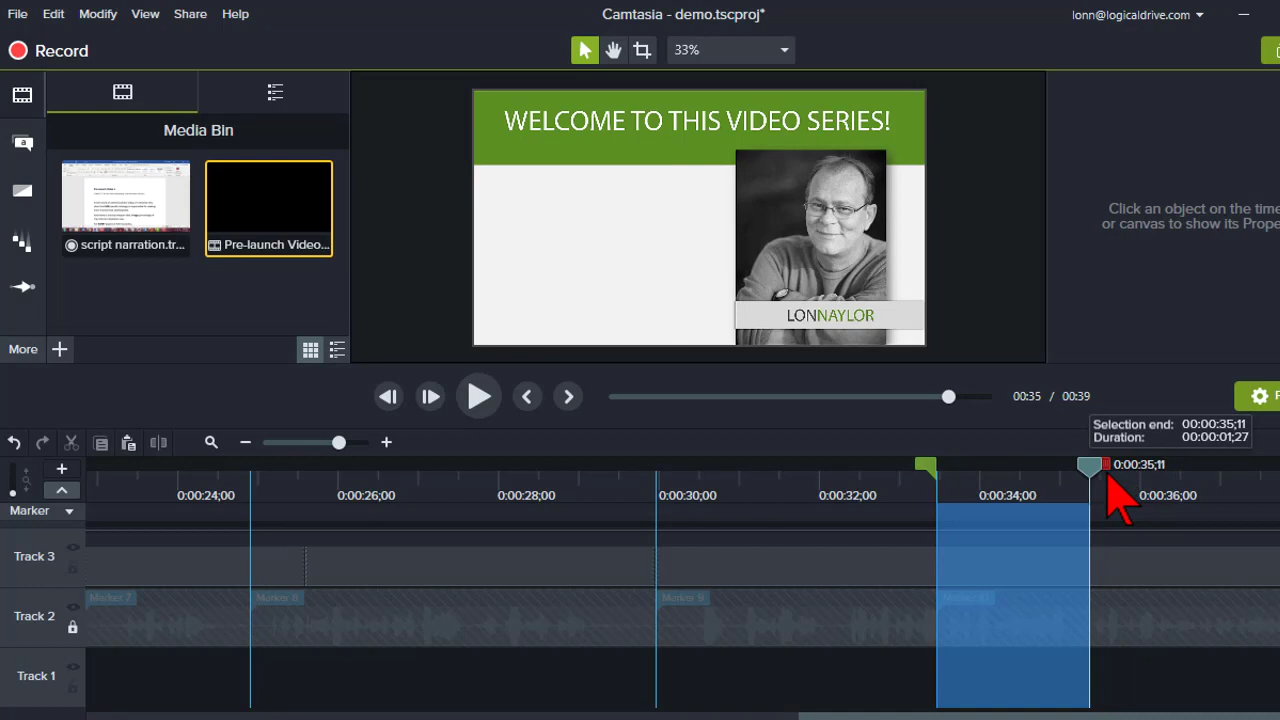 File Edit Modify View Share Help
Camtasia - demo.tscproj*
lonn@logicaldrive.com
Record
33%
Media Bin
WELCOME TO THIS VIDEO SERIES!
script narration.tr...
Pre-launch Video...
LONNAYLOR
Click an object on the time
or canvas to show its Prope
More
00:35 / 00:39
Selection end: 00:00:35;11
Duration: 00:00:01;27
0:00:35;11
0:00:24;00 0:00:26;00 0:00:28;00 0:00:30;00 0:00:32;00 0:00:34;00 0:00:36;00
Marker
Track 3
Marker 7 Marker 8 Marker 9
Track 2
Track 1